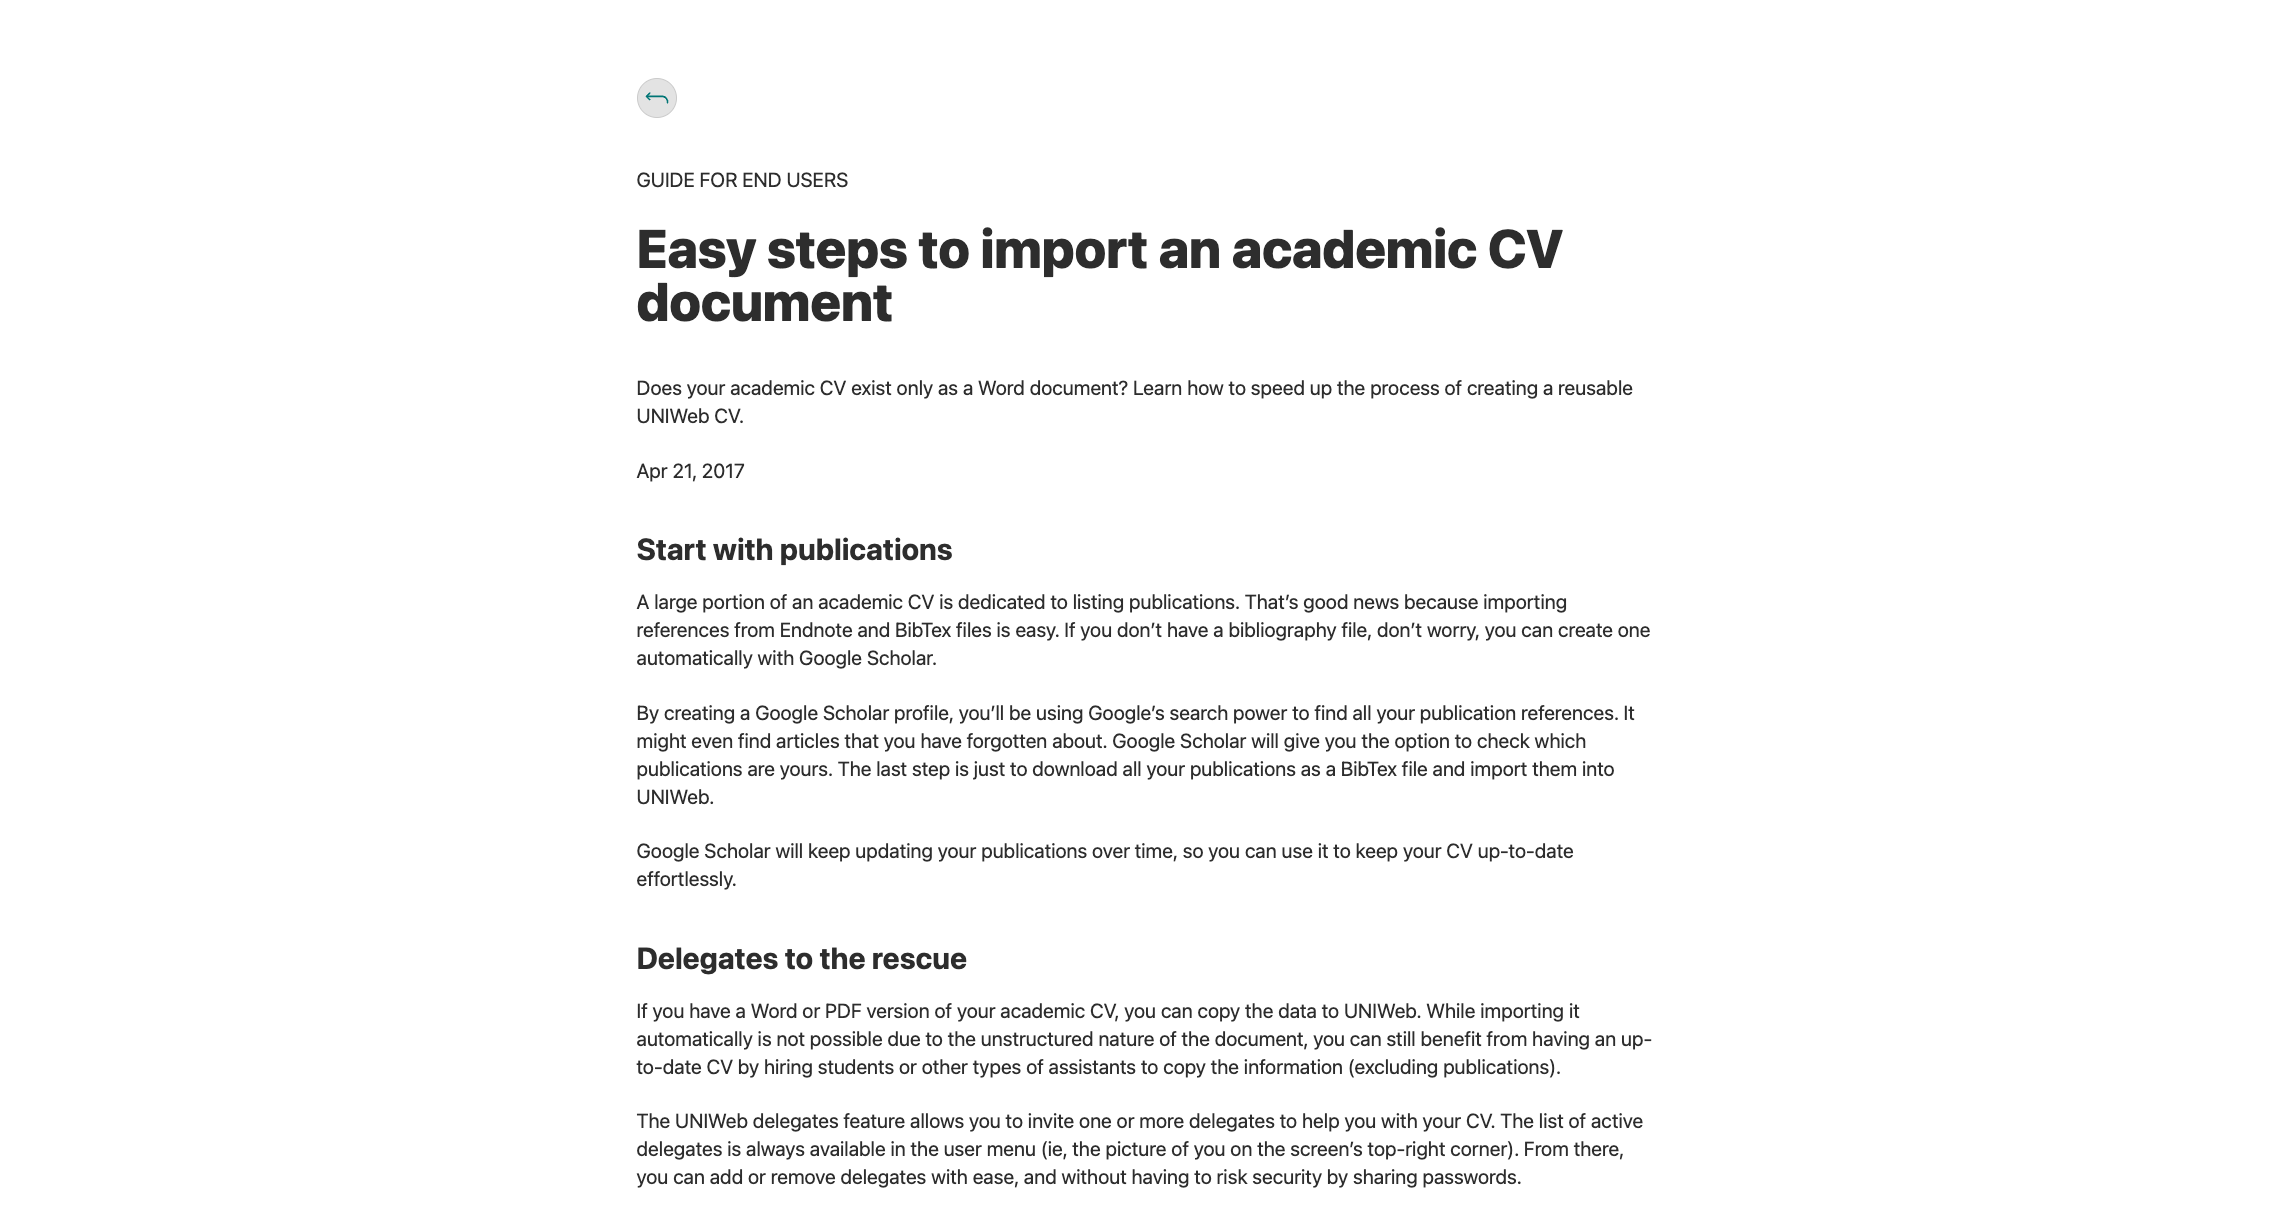 GUIDE FOR END USERS
Easy steps to import an academic CV
document
Does your academic CV exist only as a Word document? Learn how to speed up the process of creating a reusable
UNIWeb CV.
Apr 21, 2017
Start with publications
A large portion of an academic CV is dedicated to listing publications. That’s good news because importing
references from Endnote and BibTex files is easy. If you don’t have a bibliography file, don’t worry, you can create one
automatically with Google Scholar.
By creating a Google Scholar profile, you’ll be using Google’s search power to find all your publication references. It
might even find articles that you have forgotten about. Google Scholar will give you the option to check which
publications are yours. The last step is just to download all your publications as a BibTex file and import them into
UNIWeb.
Google Scholar will keep updating your publications over time, so you can use it to keep your CV up-to-date
effortlessly.
Delegates to the rescue
If you have a Word or PDF version of your academic CV, you can copy the data to UNIWeb. While importing it
automatically is not possible due to the unstructured nature of the document, you can still benefit from having an up-
to-date CV by hiring students or other types of assistants to copy the information (excluding publications).
The UNIWeb delegates feature allows you to invite one or more delegates to help you with your CV. The list of active
delegates is always available in the user menu (ie, the picture of you on the screen’s top-right corner). From there,
you can add or remove delegates with ease, and without having to risk security by sharing passwords.